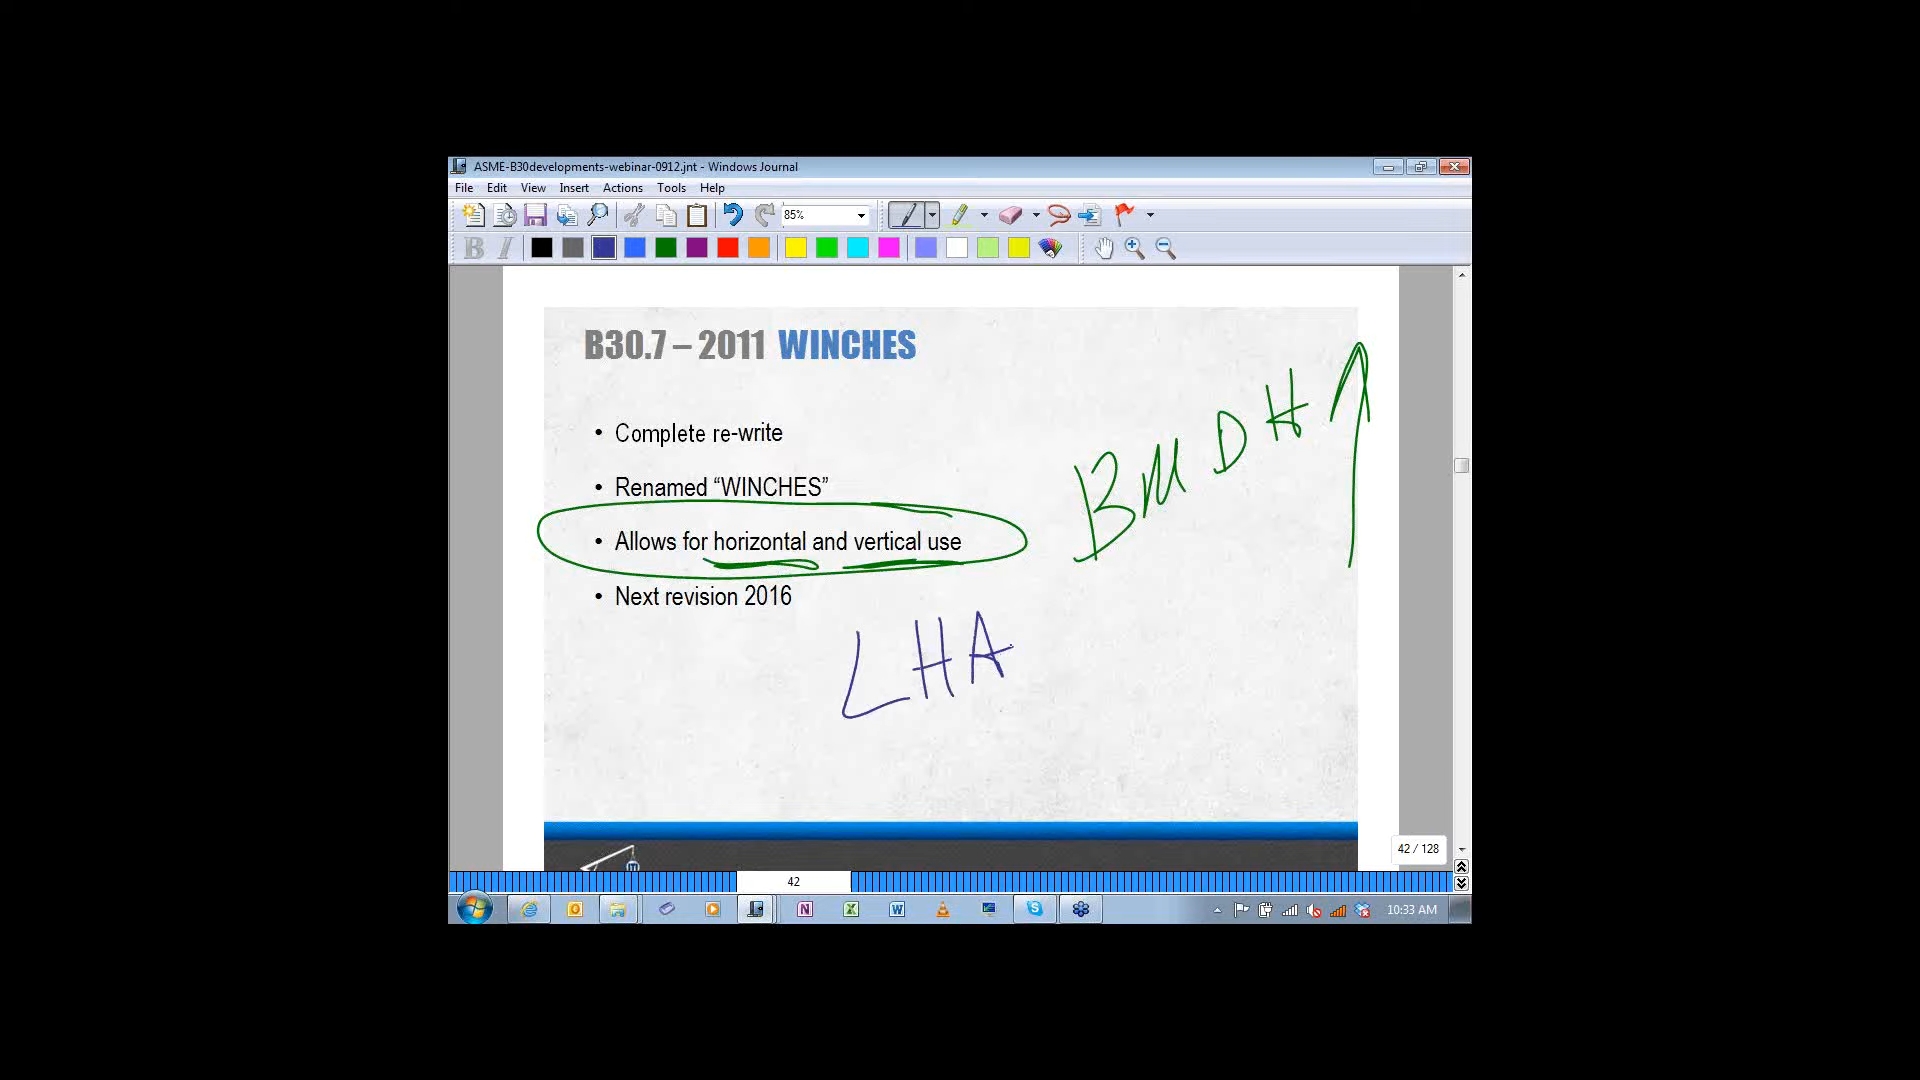 ASME-B30developments-webinar-0912.jnt - Windows Journal
File Edit View Insert Actions Tools Help
85%
B I
B30.7 – 2011 WINCHES
• Complete re-write
• Renamed “WINCHES”
• Allows for horizontal and vertical use
• Next revision 2016
BMDH
LHA
42 / 128
42
10:33 AM